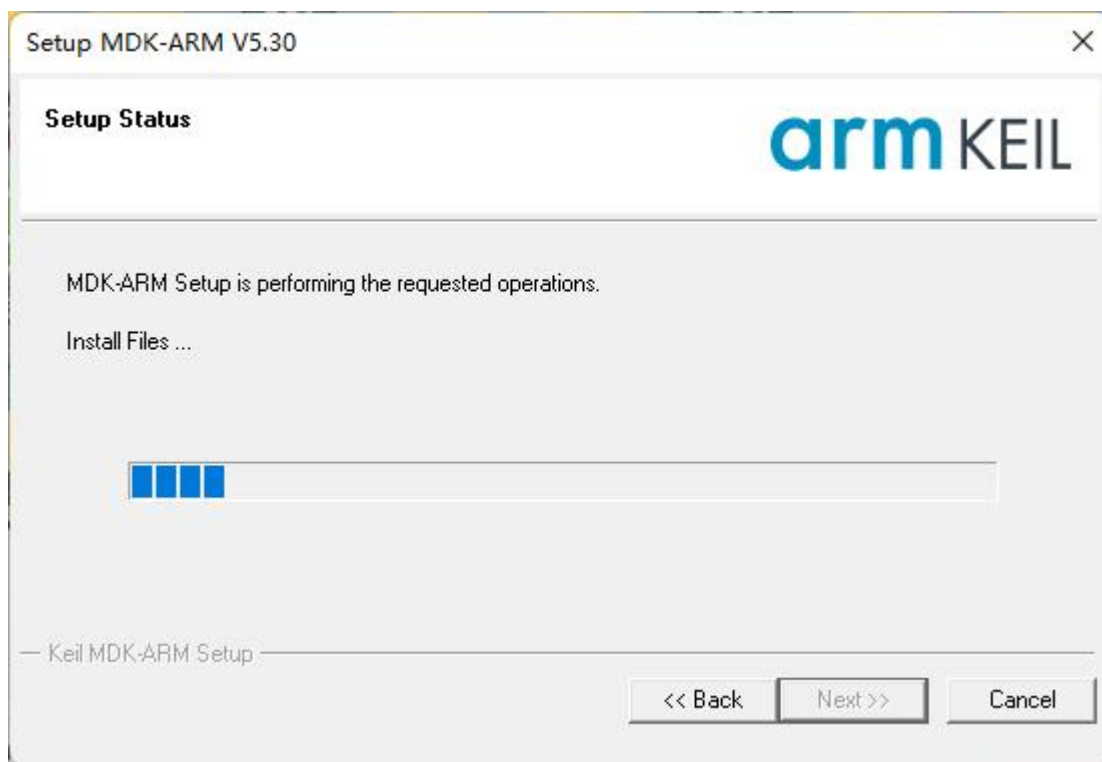 Setup MDK-ARM V5.30
Setup Status
arm KEIL
MDK-ARM Setup is performing the requested operations.
Install Files ...
Keil MDK-ARM Setup
<< Back
Next >>
Cancel